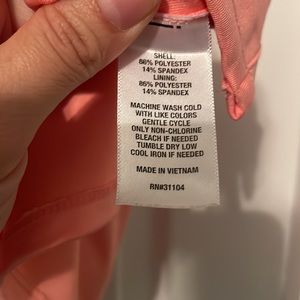 SHELL:
86% POLYESTER
14% SPANDEX
LINING:
86% POLYESTER
14% SPANDEX
MACHINE WASH COLD
WITH LIKE COLORS
GENTLE CYCLE
ONLY NON-CHLORINE
BLEACH IF NEEDED
TUMBLE DRY LOW
COOL IRON IF NEEDED
MADE IN VIETNAM
RN#31104